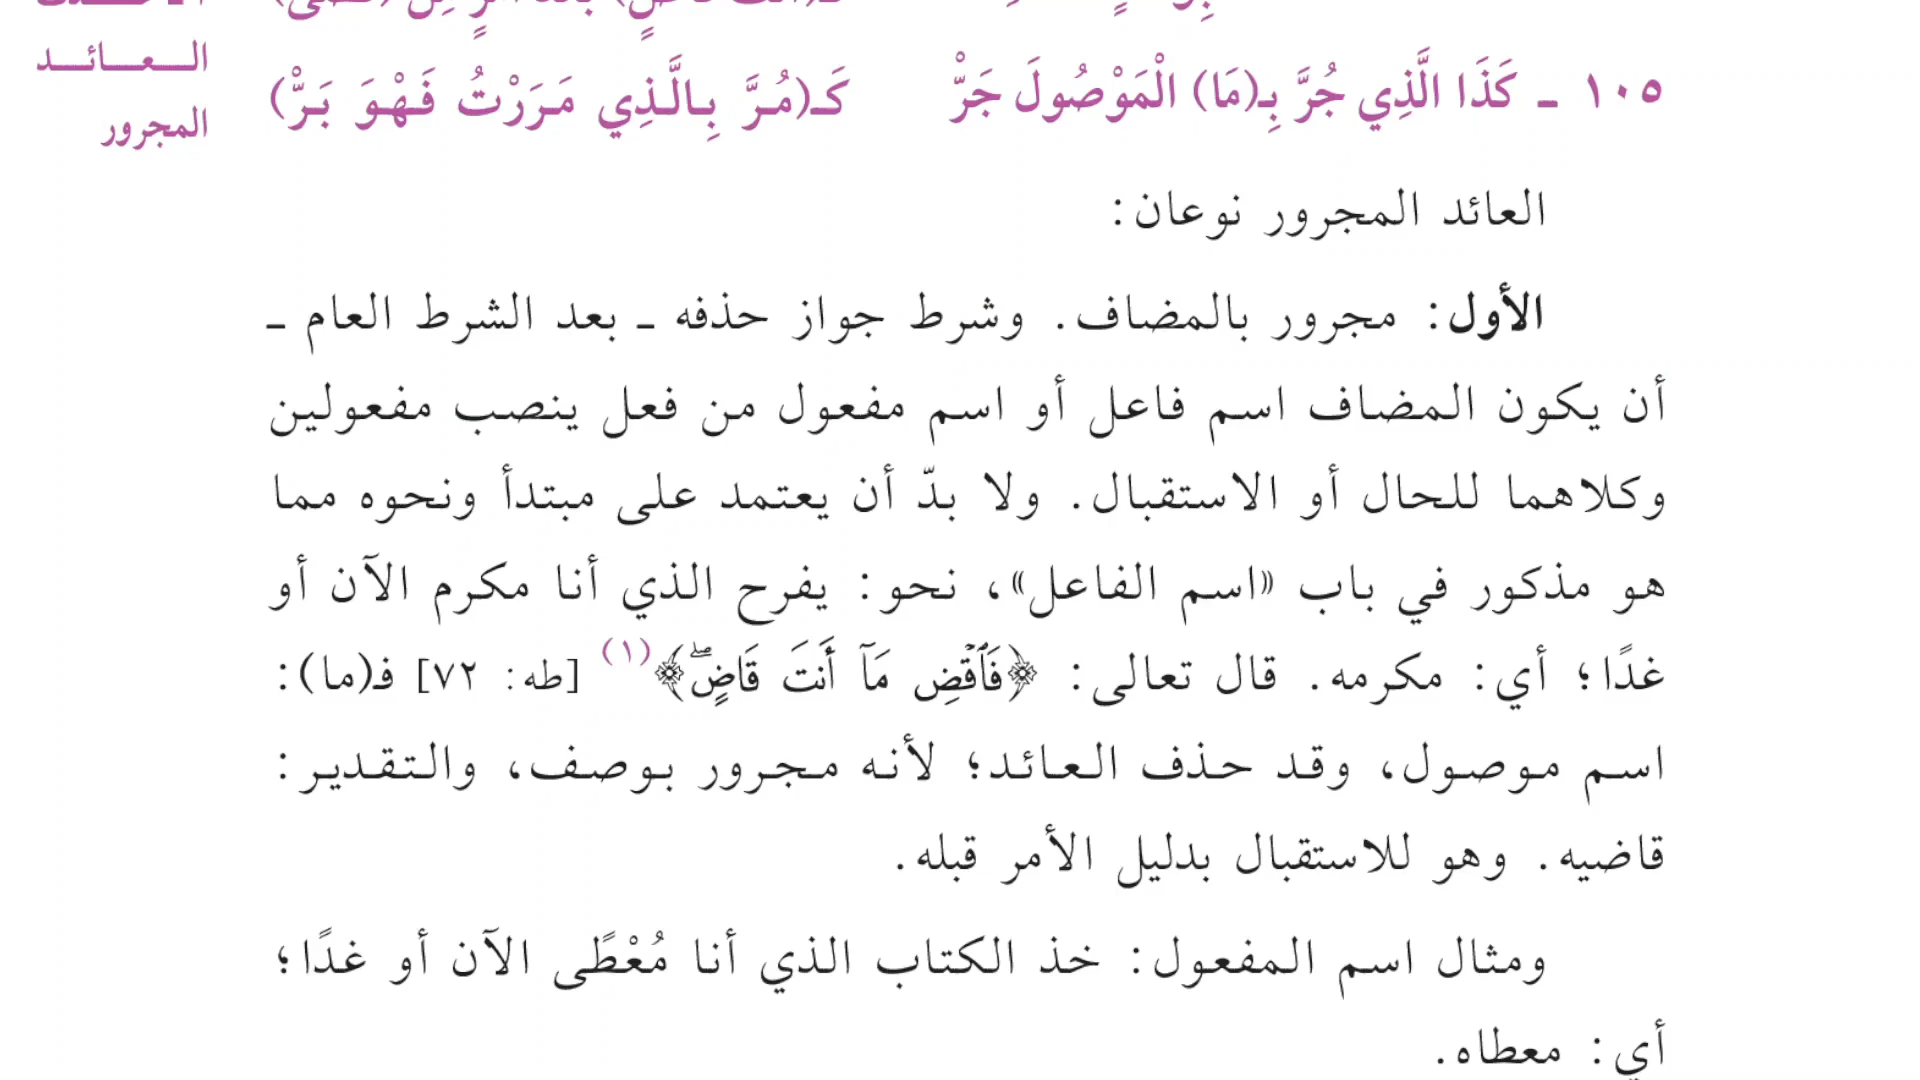 العائد
المجرور
١٠٥ ـ كَذَا الَّذِي جُرَّ بِـ(مَا) الْمَوْصُولَ جَرّْ كَـ(مُرَّ بِالَّذِي مَرَرْتُ فَهْوَ بَرّْ)
العائد المجرور نوعان:
الأول: مجرور بالمضاف. وشرط جواز حذفه ـ بعد الشرط العام ـ
أن يكون المضاف اسم فاعل أو اسم مفعول من فعل ينصب مفعولين
وكلاهما للحال أو الاستقبال. ولا بدّ أن يعتمد على مبتدأ ونحوه مما
هو مذكور في باب «اسم الفاعل»، نحو: يفرح الذي أنا مكرم الآن أو
غدًا؛ أي: مكرمه. قال تعالى: ﴿فَٱقْضِ مَآ أَنتَ قَاضٍۖ﴾(١) [طه: ٧٢] فـ(ما):
اسم موصول، وقد حذف العائد؛ لأنه مجرور بوصف، والتقدير:
قاضيه. وهو للاستقبال بدليل الأمر قبله.
ومثال اسم المفعول: خذ الكتاب الذي أنا مُعْطًى الآن أو غدًا؛
أي: معطاه.